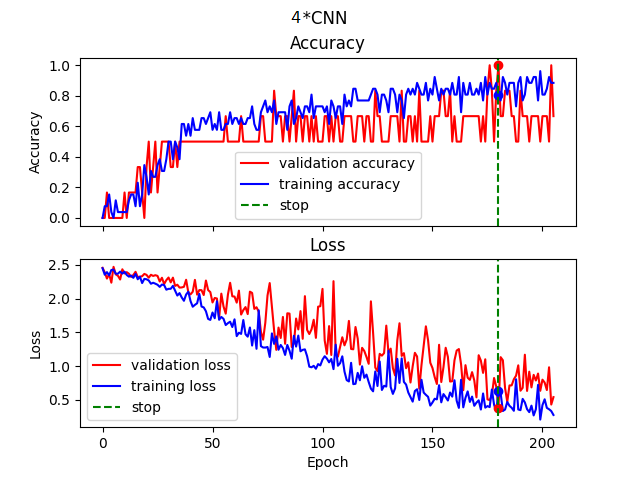 4*CNN
Accuracy
1.0
0.8
0.6
0.4
0.2
0.0
Accuracy
validation accuracy
training accuracy
stop
Loss
2.5
2.0
1.5
1.0
0.5
Loss
validation loss
training loss
stop
0 50 100 150 200
Epoch